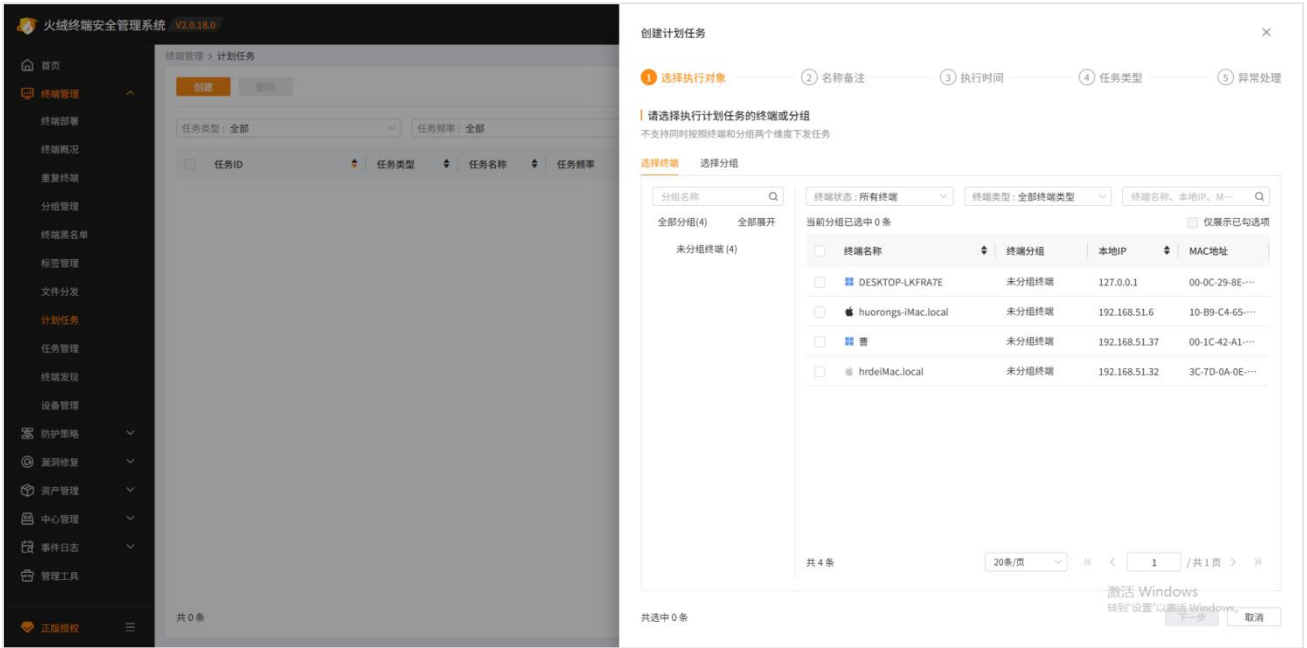 火绒终端安全管理系统 V2.0.18.0
首页
终端管理
终端部署
终端概况
重复终端
分组管理
终端黑名单
标签管理
文件分发
计划任务
任务管理
终端发现
设备管理
防护策略
漏洞修复
资产管理
中心管理
事件日志
管理工具
正版授权
终端管理 > 计划任务
创建 删除
任务类型：全部 任务频率：全部
任务ID 任务类型 任务名称 任务频率
共 0 条
创建计划任务
1 选择执行对象 2 名称备注 3 执行时间 4 任务类型 5 异常处理
请选择执行计划任务的终端或分组
不支持同时按照终端和分组两个维度下发任务
选择终端 选择分组
分组名称
全部分组(4) 全部展开
未分组终端 (4)
终端状态：所有终端 终端类型：全部终端类型 终端名称、本地IP、M…
当前分组已选中 0 条 仅展示已勾选项
终端名称 终端分组 本地IP MAC地址
DESKTOP-LKFRA7E 未分组终端 127.0.0.1 00-0C-29-8E-…
huorongs-iMac.local 未分组终端 192.168.51.6 10-B9-C4-65-…
曹 未分组终端 192.168.51.37 00-1C-42-A1-…
hrdeiMac.local 未分组终端 192.168.51.32 3C-7D-0A-0E-…
共 4 条 20条/页 1 / 共 1 页
激活 Windows
转到"设置"以激活 Windows。
共选中 0 条 下一步 取消